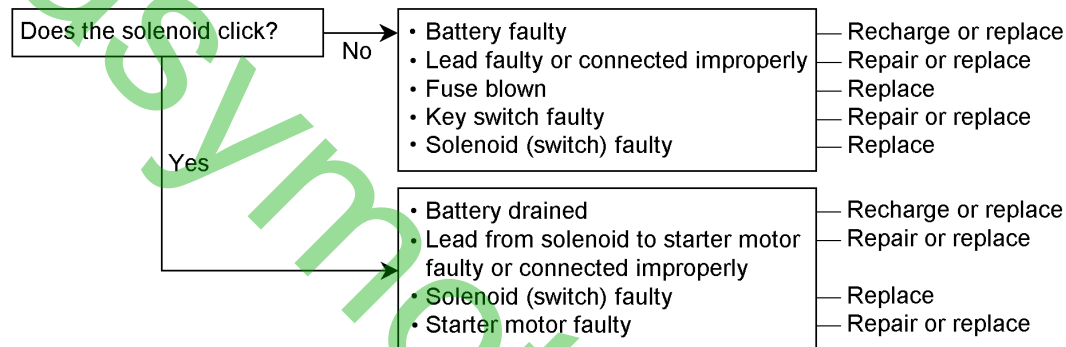 Does the solenoid click?
No
• Battery faulty — Recharge or replace
• Lead faulty or connected improperly — Repair or replace
• Fuse blown — Replace
• Key switch faulty — Repair or replace
• Solenoid (switch) faulty — Replace
Yes
• Battery drained — Recharge or replace
• Lead from solenoid to starter motor — Repair or replace
faulty or connected improperly
• Solenoid (switch) faulty — Replace
• Starter motor faulty — Repair or replace